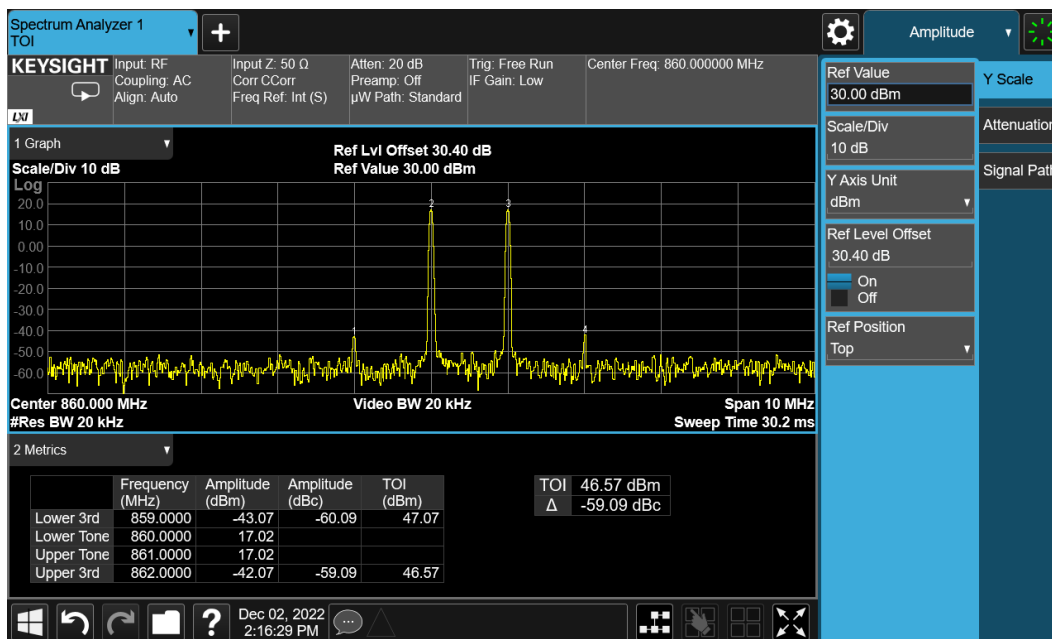 Spectrum Analyzer 1
TOI
Amplitude
KEYSIGHT
LXI
Input: RF
Coupling: AC
Align: Auto
Input Z: 50 Ω
Corr CCorr
Freq Ref: Int (S)
Atten: 20 dB
Preamp: Off
µW Path: Standard
Trig: Free Run
IF Gain: Low
Center Freq: 860.000000 MHz
1 Graph
Scale/Div 10 dB
Ref Lvl Offset 30.40 dB
Ref Value 30.00 dBm
Log
20.0
10.0
0.00
-10.0
-20.0
-30.0
-40.0
-50.0
-60.0
1
2
3
4
Center 860.000 MHz
#Res BW 20 kHz
Video BW 20 kHz
Span 10 MHz
Sweep Time 30.2 ms
2 Metrics
Frequency (MHz) Amplitude (dBm) Amplitude (dBc) TOI (dBm)
Lower 3rd 859.0000 -43.07 -60.09 47.07
Lower Tone 860.0000 17.02
Upper Tone 861.0000 17.02
Upper 3rd 862.0000 -42.07 -59.09 46.57
TOI 46.57 dBm
Δ -59.09 dBc
Ref Value
30.00 dBm
Scale/Div
10 dB
Y Axis Unit
dBm
Ref Level Offset
30.40 dB
On
Off
Ref Position
Top
Y Scale
Attenuation
Signal Path
?
Dec 02, 2022
2:16:29 PM